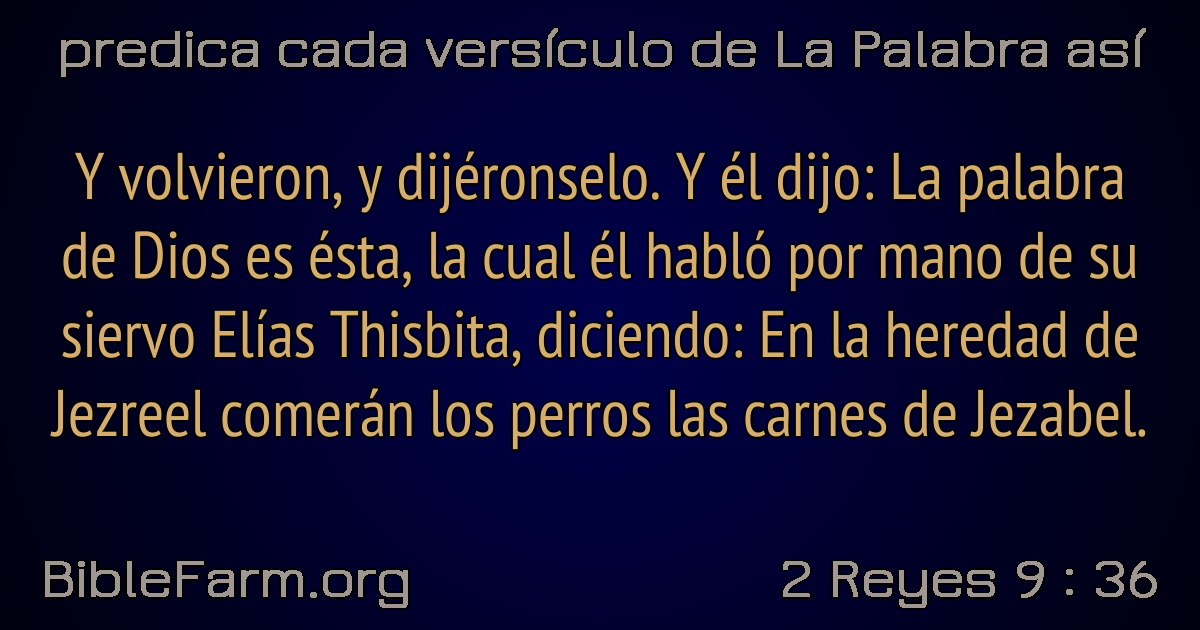 predica cada versículo de La Palabra así
Y volvieron, y dijéronselo. Y él dijo: La palabra
de Dios es ésta, la cual él habló por mano de su
siervo Elías Thisbita, diciendo: En la heredad de
Jezreel comerán los perros las carnes de Jezabel.
BibleFarm.org
2 Reyes 9 : 36